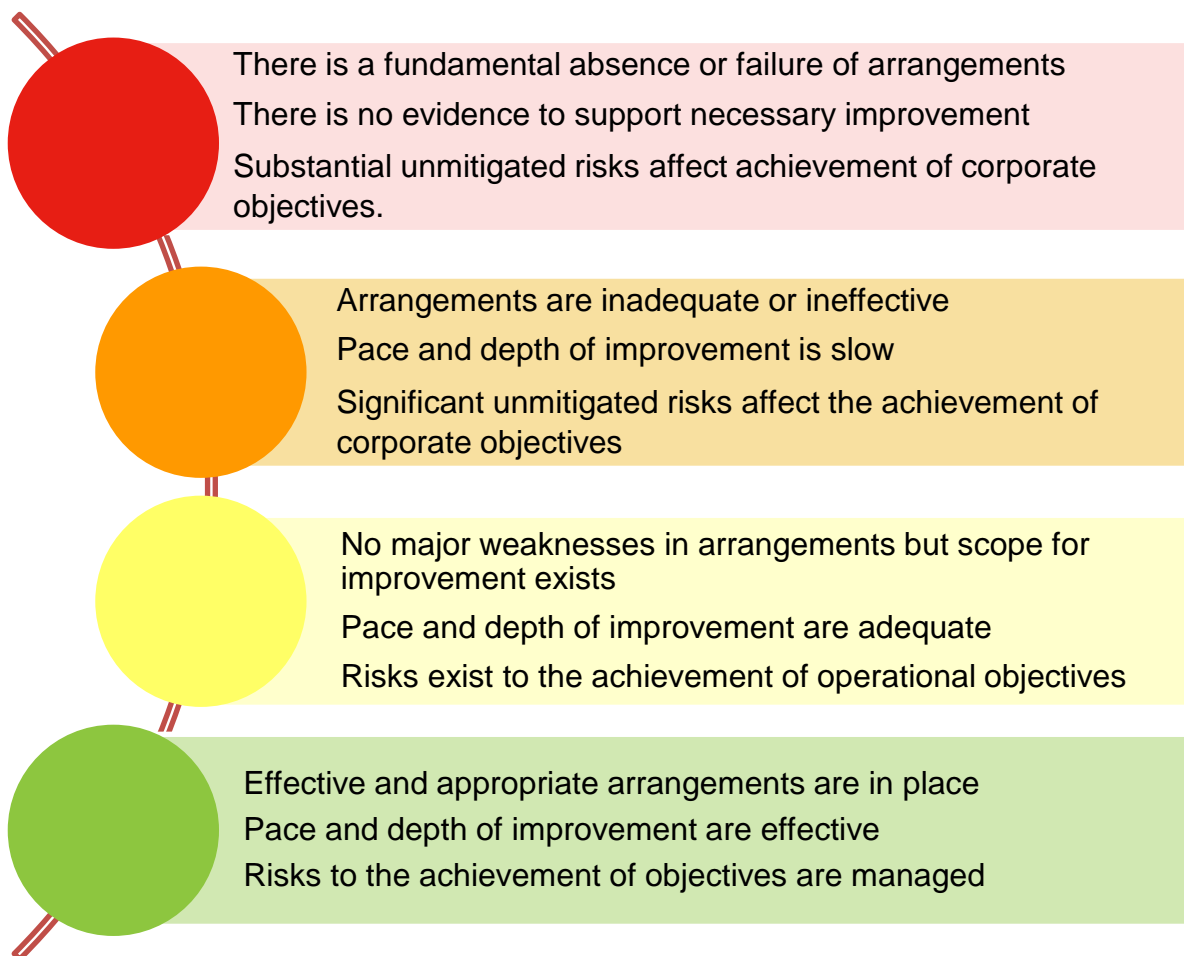 There is a fundamental absence or failure of arrangements
There is no evidence to support necessary improvement
Substantial unmitigated risks affect achievement of corporate
objectives.
Arrangements are inadequate or ineffective
Pace and depth of improvement is slow
Significant unmitigated risks affect the achievement of
corporate objectives
No major weaknesses in arrangements but scope for
improvement exists
Pace and depth of improvement are adequate
Risks exist to the achievement of operational objectives
Effective and appropriate arrangements are in place
Pace and depth of improvement are effective
Risks to the achievement of objectives are managed